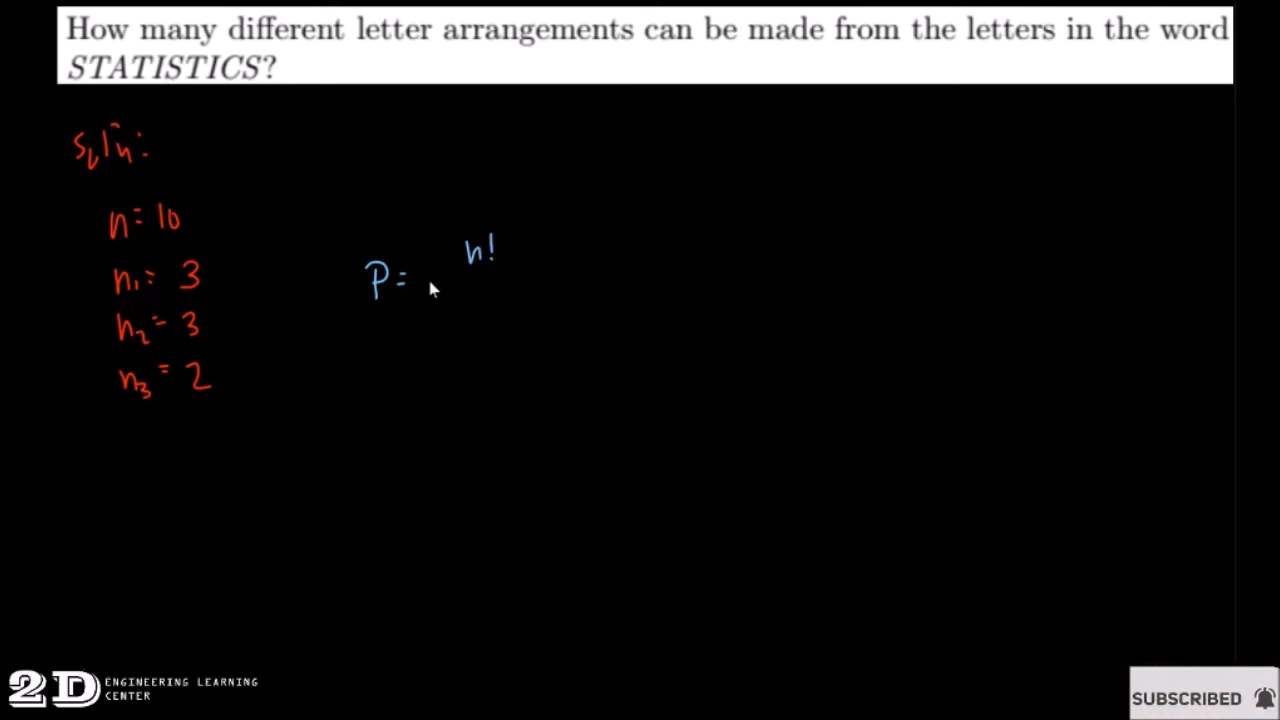 How many different letter arrangements can be made from the letters in the word
STATISTICS?
Sol'n:
n = 10
n₁ = 3
n₂ = 3
n₃ = 2
P =
n!
2D ENGINEERING LEARNING
CENTER
SUBSCRIBED